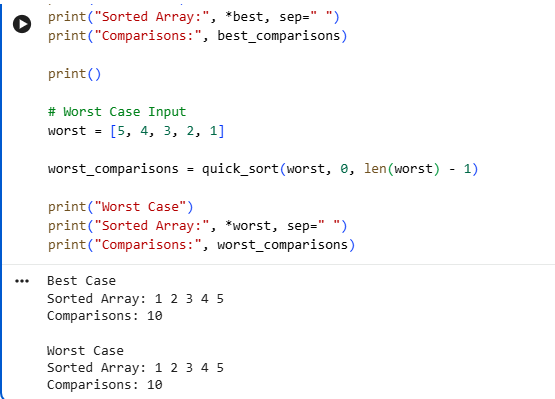 print("Sorted Array:", *best, sep=" ")
print("Comparisons:", best_comparisons)
print()
# Worst Case Input
worst = [5, 4, 3, 2, 1]
worst_comparisons = quick_sort(worst, 0, len(worst) - 1)
print("Worst Case")
print("Sorted Array:", *worst, sep=" ")
print("Comparisons:", worst_comparisons)
Best Case
Sorted Array: 1 2 3 4 5
Comparisons: 10
Worst Case
Sorted Array: 1 2 3 4 5
Comparisons: 10